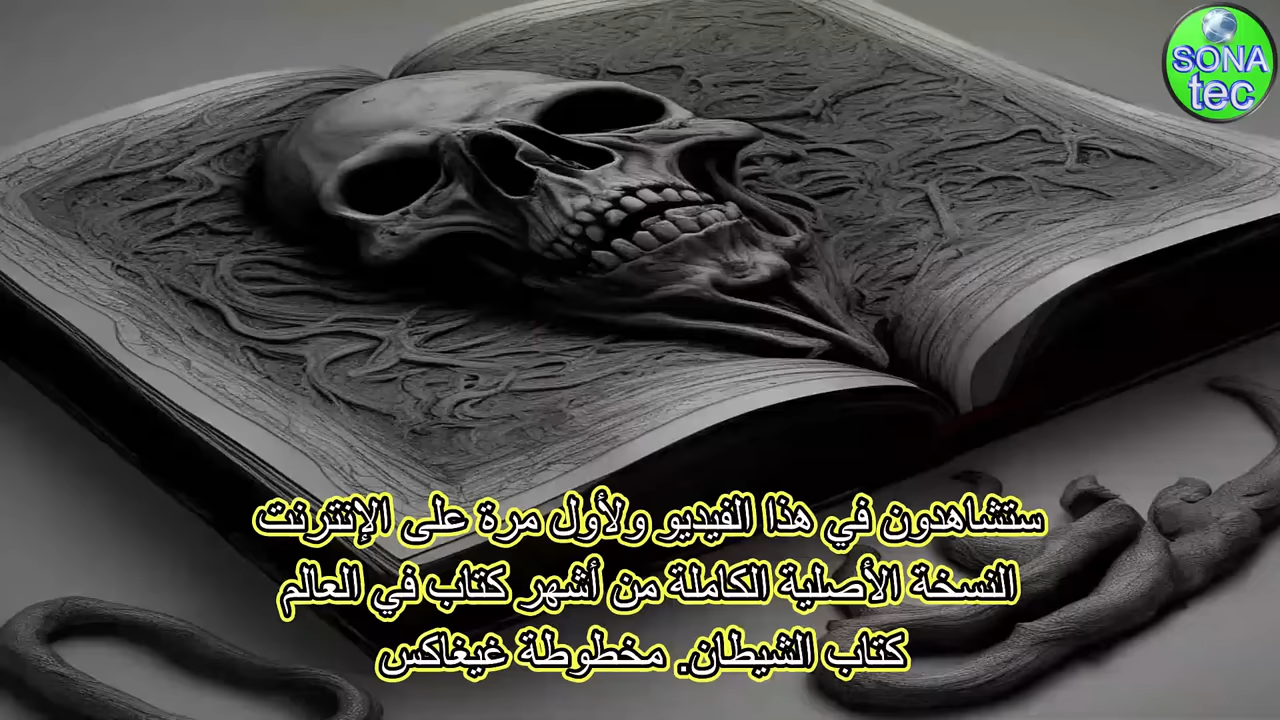 SONA
tec
ستشاهدون في هذا الفيديو ولأول مرة على الإنترنت
النسخة الأصلية الكاملة من أشهر كتاب في العالم
كتاب الشيطان. مخطوطة غيغاكس